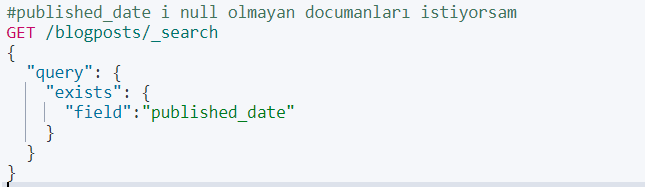 #published_date i null olmayan documanları istiyorsam
GET /blogposts/_search
{
  "query": {
    "exists": {
      "field":"published_date"
    }
  }
}